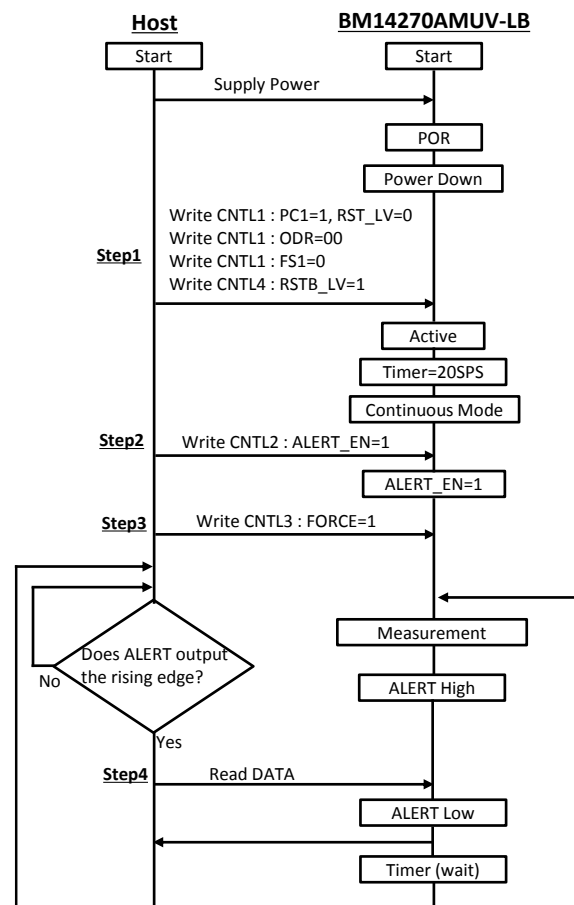 Host
BM14270AMUV-LB
Start
Start
Supply Power
POR
Power Down
Write CNTL1 : PC1=1, RST_LV=0
Write CNTL1 : ODR=00
Step1
Write CNTL1 : FS1=0
Write CNTL4 : RSTB_LV=1
Active
Timer=20SPS
Continuous Mode
Step2
Write CNTL2 : ALERT_EN=1
ALERT_EN=1
Step3
Write CNTL3 : FORCE=1
Measurement
Does ALERT output
the rising edge?
No
ALERT High
Yes
Step4
Read DATA
ALERT Low
Timer (wait)